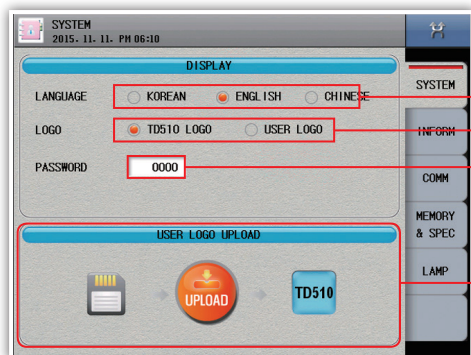 SYSTEM
2015. 11. 11. PM 06:10
DISPLAY
LANGUAGE KOREAN ENGLISH CHINESE
LOGO TD510 LOGO USER LOGO
PASSWORD 0000
USER LOGO UPLOAD
UPLOAD
TD510
SYSTEM
INFORM
COMM
MEMORY
& SPEC
LAMP